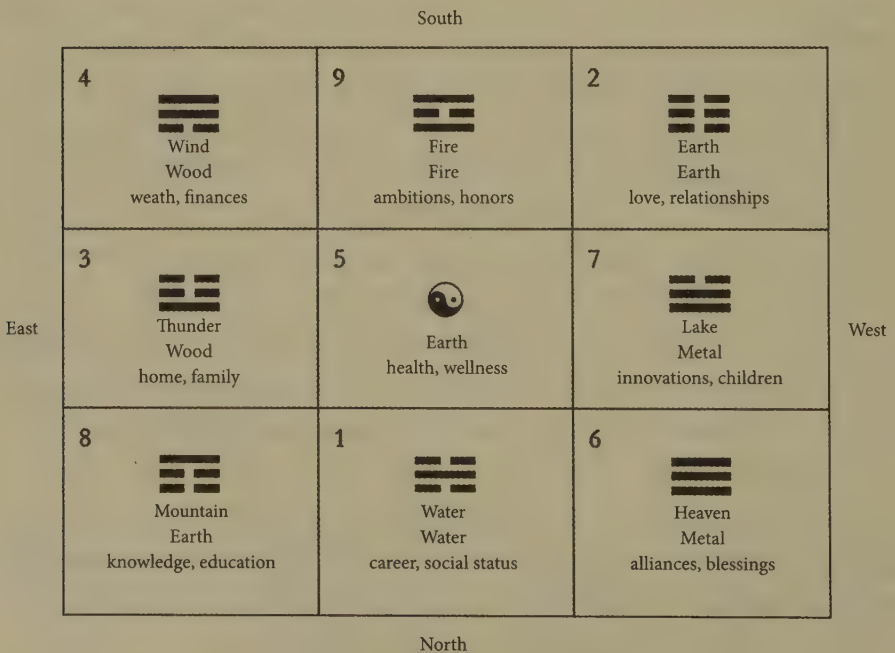 South
4
Wind
Wood
weath, finances
9
Fire
Fire
ambitions, honors
2
Earth
Earth
love, relationships
East
3
Thunder
Wood
home, family
5
Earth
health, wellness
7
Lake
Metal
innovations, children
West
8
Mountain
Earth
knowledge, education
1
Water
Water
career, social status
6
Heaven
Metal
alliances, blessings
North